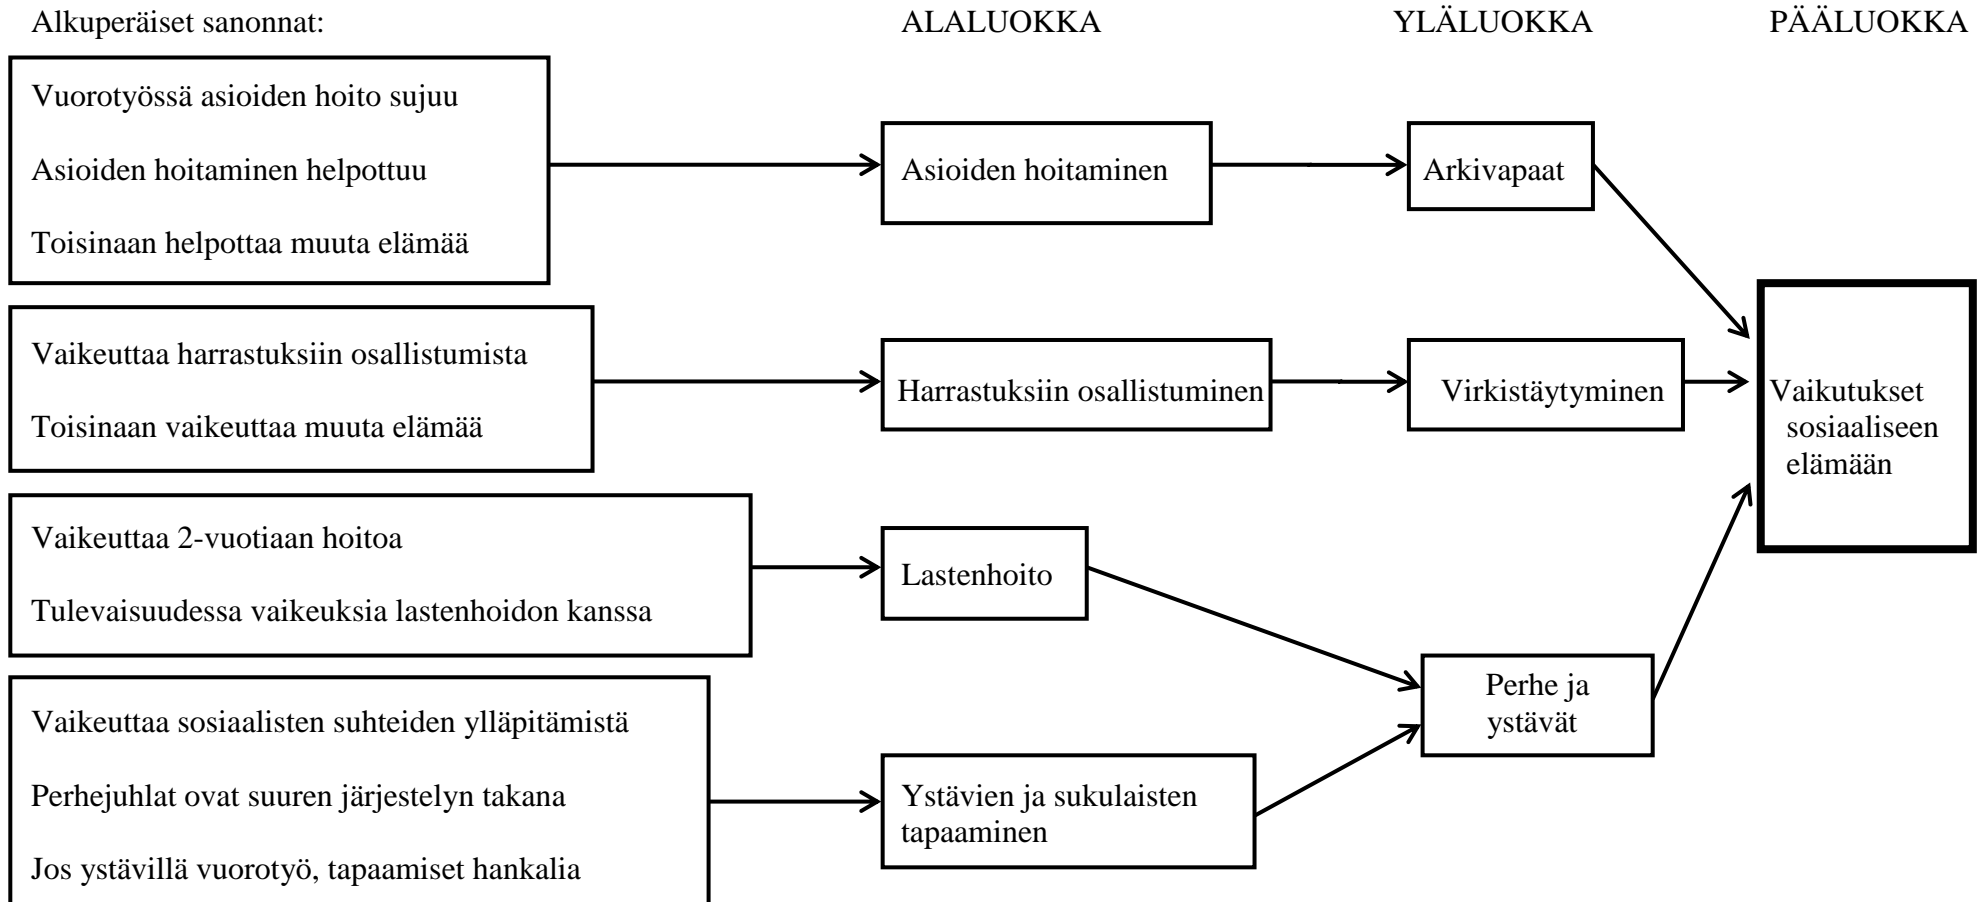 Alkuperäiset sanonnat:
ALALUOKKA
YLÄLUOKKA
PÄÄLUOKKA
Vuorotyössä asioiden hoito sujuu
Asioiden hoitaminen helpottuu
Toisinaan helpottaa muuta elämää
Asioiden hoitaminen
Arkivapaat
Vaikeuttaa harrastuksiin osallistumista
Toisinaan vaikeuttaa muuta elämää
Harrastuksiin osallistuminen
Virkistäytyminen
Vaikutukset
sosiaaliseen
elämään
Vaikeuttaa 2-vuotiaan hoitoa
Tulevaisuudessa vaikeuksia lastenhoidon kanssa
Lastenhoito
Perhe ja
ystävät
Vaikeuttaa sosiaalisten suhteiden ylläpitämistä
Perhejuhlat ovat suuren järjestelyn takana
Jos ystävillä vuorotyö, tapaamiset hankalia
Ystävien ja sukulaisten
tapaaminen